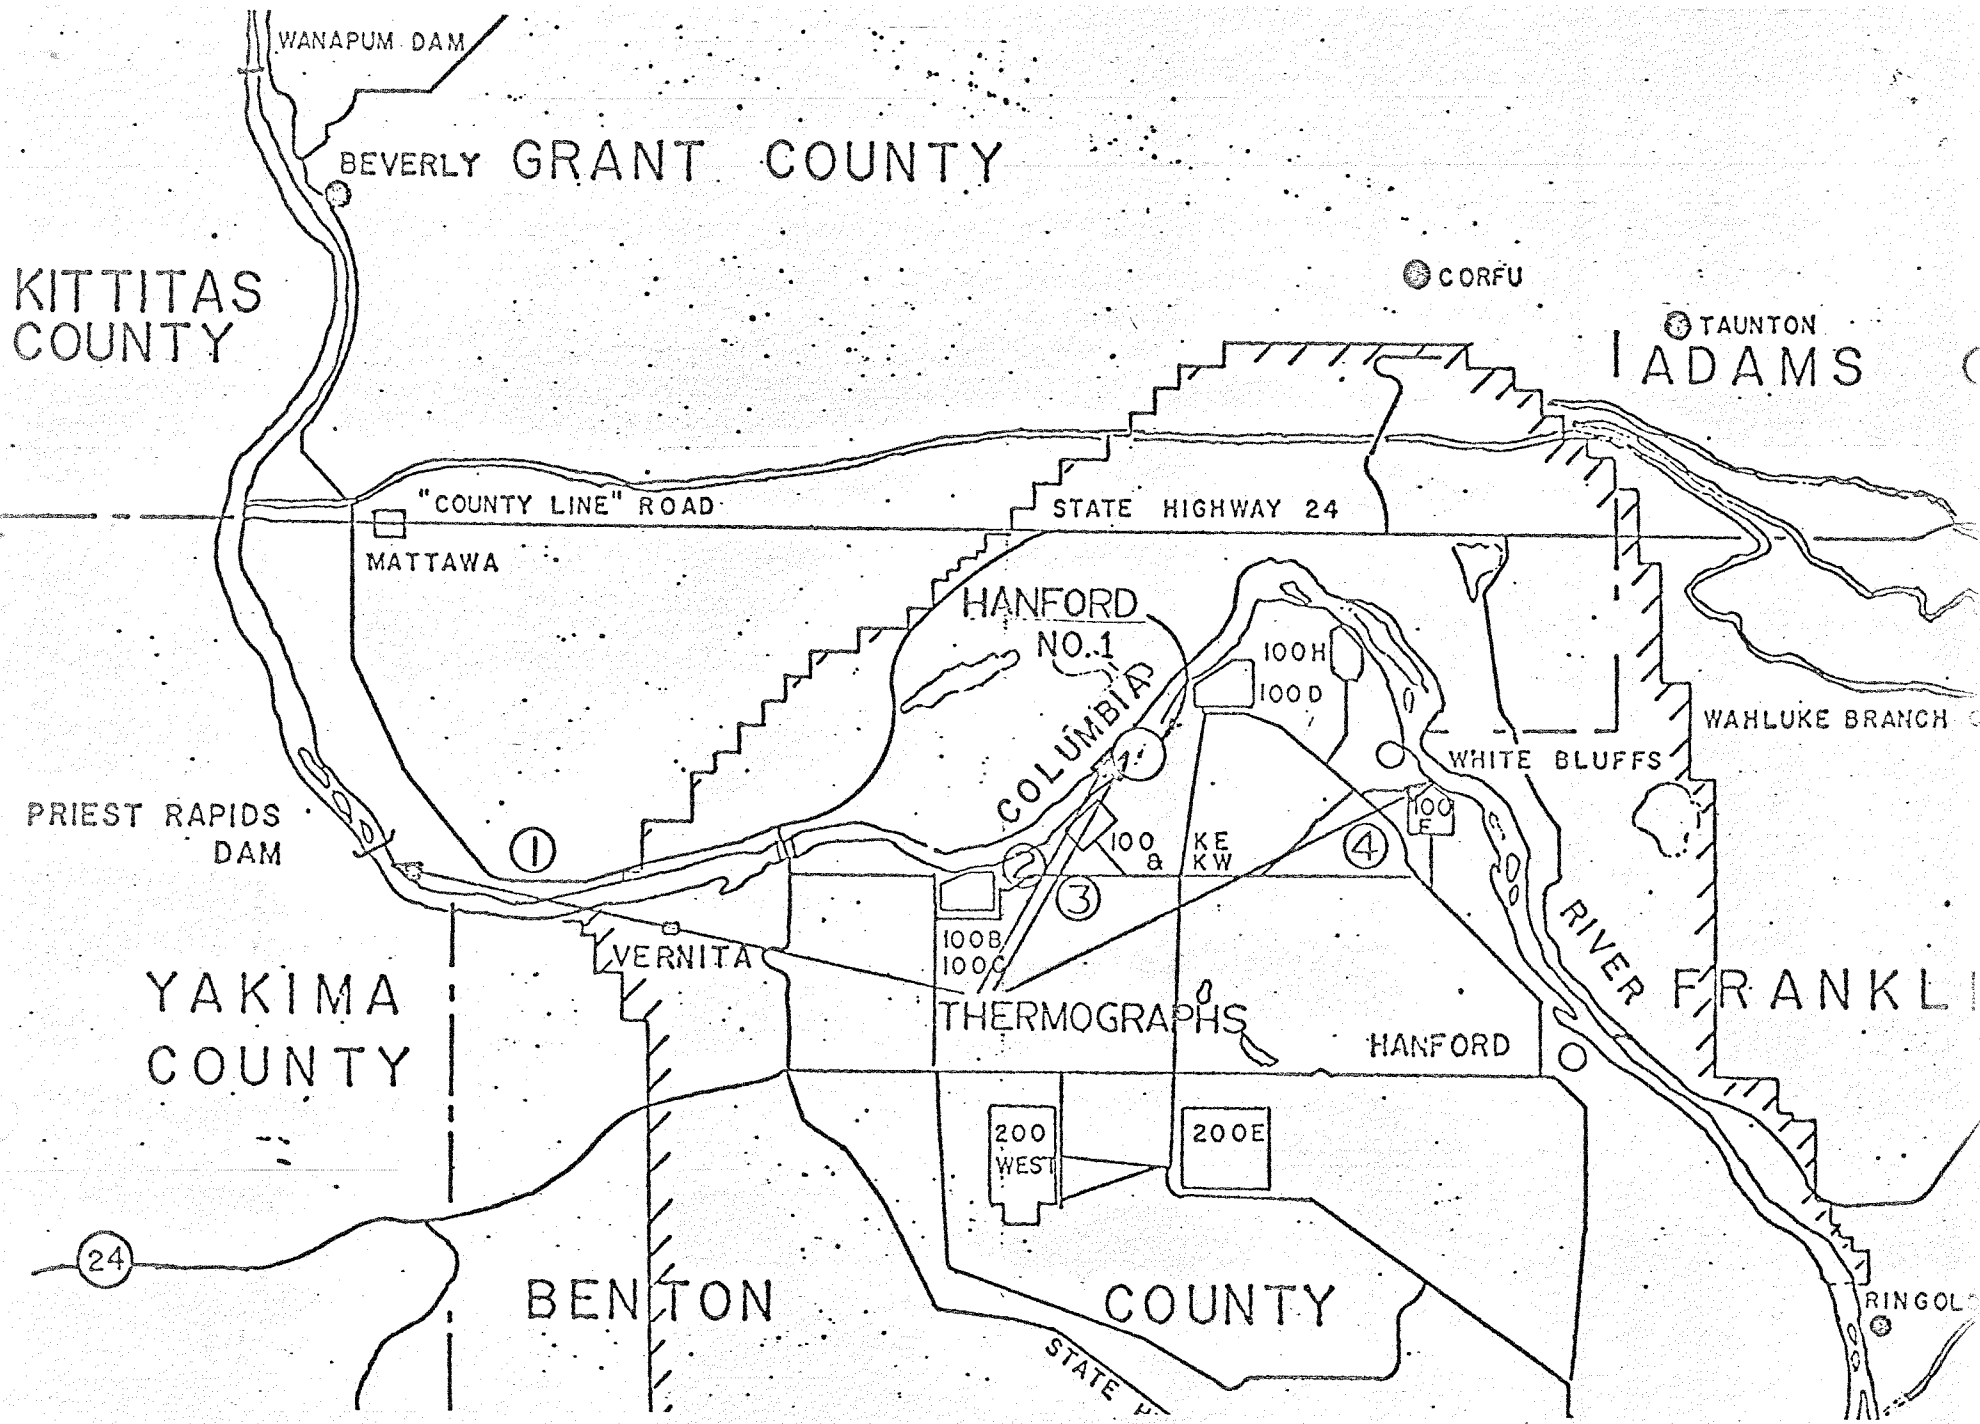 WANAPUM DAM
BEVERLY
GRANT COUNTY
KITTITAS
COUNTY
CORFU
TAUNTON
ADAMS
"COUNTY LINE" ROAD
STATE HIGHWAY 24
MATTAWA
HANFORD
NO. 1
100H
100D
COLUMBIA
WAHLUKE BRANCH
WHITE BLUFFS
PRIEST RAPIDS
DAM
1
2
3
4
100
&
KE
KW
100
F
100B
100C
VERNITA
RIVER
YAKIMA
COUNTY
THERMOGRAPHS
HANFORD
FRANKLI
200
WEST
200E
24
BENTON COUNTY
STATE H
RINGOL